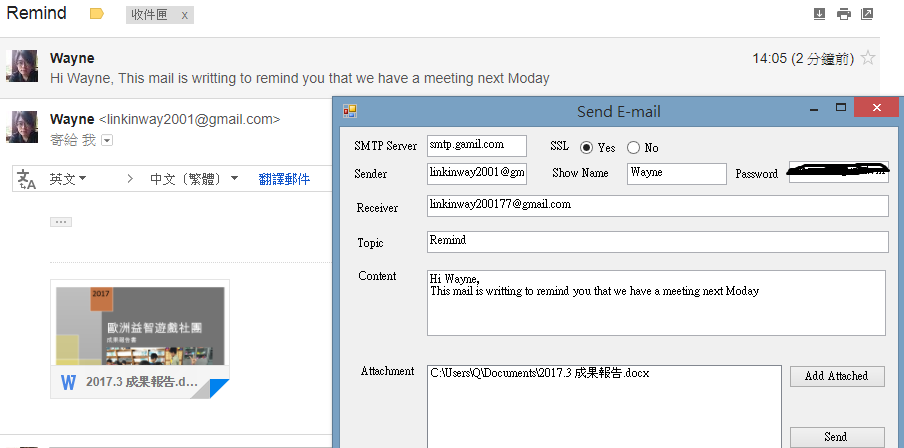 Remind
收件匣 x
Wayne
14:05 (2 分鐘前)
Hi Wayne, This mail is writting to remind you that we have a meeting next Moday
Wayne <linkinway2001@gmail.com>
寄給 我
英文 > 中文（繁體） 翻譯郵件
2017
歐洲益智遊戲社團
成果報告書
W 2017.3 成果報告.d...
Send E-mail
SMTP Server smtp.gamil.com SSL Yes No
Sender linkinway2001@gm Show Name Wayne Password
Receiver linkinway200177@gmail.com
Topic Remind
Content Hi Wayne,
This mail is writting to remind you that we have a meeting next Moday
Attachment C:\Users\Q\Documents\2017.3 成果報告.docx Add Attached
Send